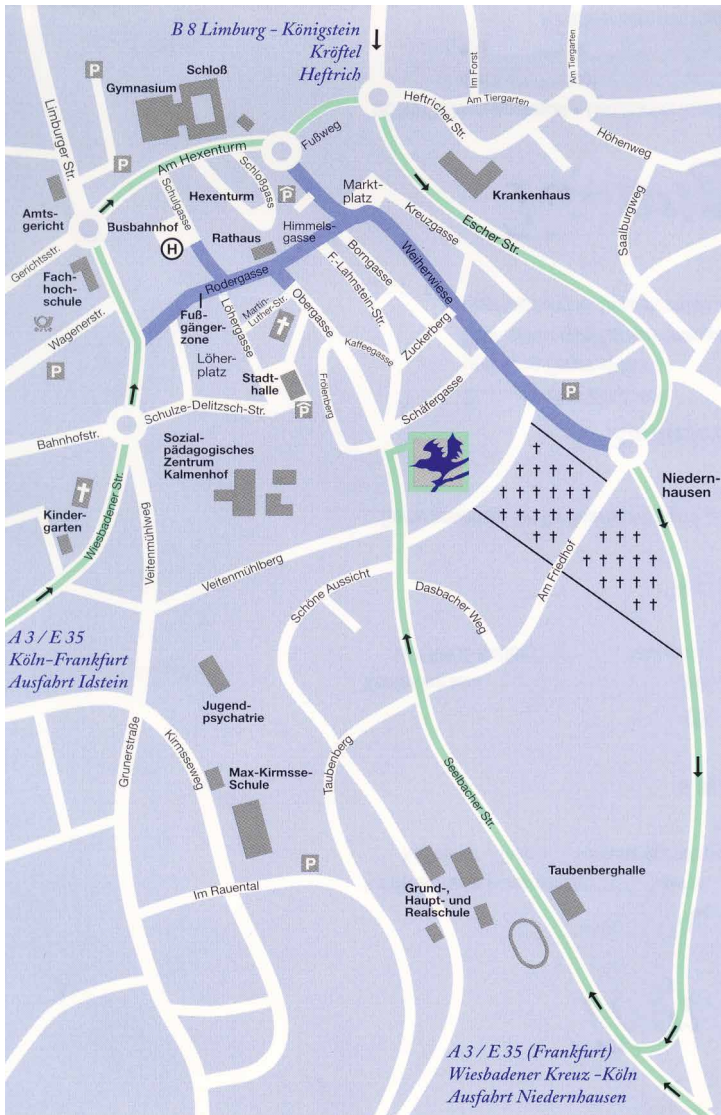 B 8 Limburg - Königstein
Kröftel
Heftrich
P
Schloß
Gymnasium
P
Limburger Str.
Im Forst
Am Tiergarten
Heftricher Str.
Am Tiergarten
Höhenweg
Fußweg
Am Hexenturm
P
Schloßgass
Schulgasse
Hexenturm
P
Markt-
platz
Krankenhaus
Saalburgweg
Amts-
gericht
Busbahnhof
H
Rathaus
Himmels-
gasse
Kreuzgasse
Escher Str.
Gerichtsstr.
Fach-
hoch-
schule
Rodergasse
Borngasse
F.-Lahnstein-Str.
Weiherwiese
Wagenerstr.
Fuß-
gänger-
zone
Löhergasse
Martin-
Luther-Str.
Obergasse
Kaffeegasse
Zuckerberg
Löher-
platz
P
Stadt-
halle
Frölenberg
Schäfergasse
P
P
Schulze-Delitzsch-Str.
Bahnhofstr.
Sozial-
pädagogisches
Zentrum
Kalmenhof
Niedern-
hausen
Kinder-
garten
Wiesbadener Str.
Veitenmühlweg
Veitenmühlberg
Schöne Aussicht
Dasbacher Weg
Am Friedhof
A 3 / E 35
Köln-Frankfurt
Ausfahrt Idstein
Jugend-
psychatrie
Grunerstraße
Kirmsseweg
Max-Kirmsse-
Schule
Taubenberg
Seelbacher Str.
P
Im Rauental
Grund-,
Haupt- und
Realschule
Taubenberghalle
A 3 / E 35 (Frankfurt)
Wiesbadener Kreuz -Köln
Ausfahrt Niedernhausen